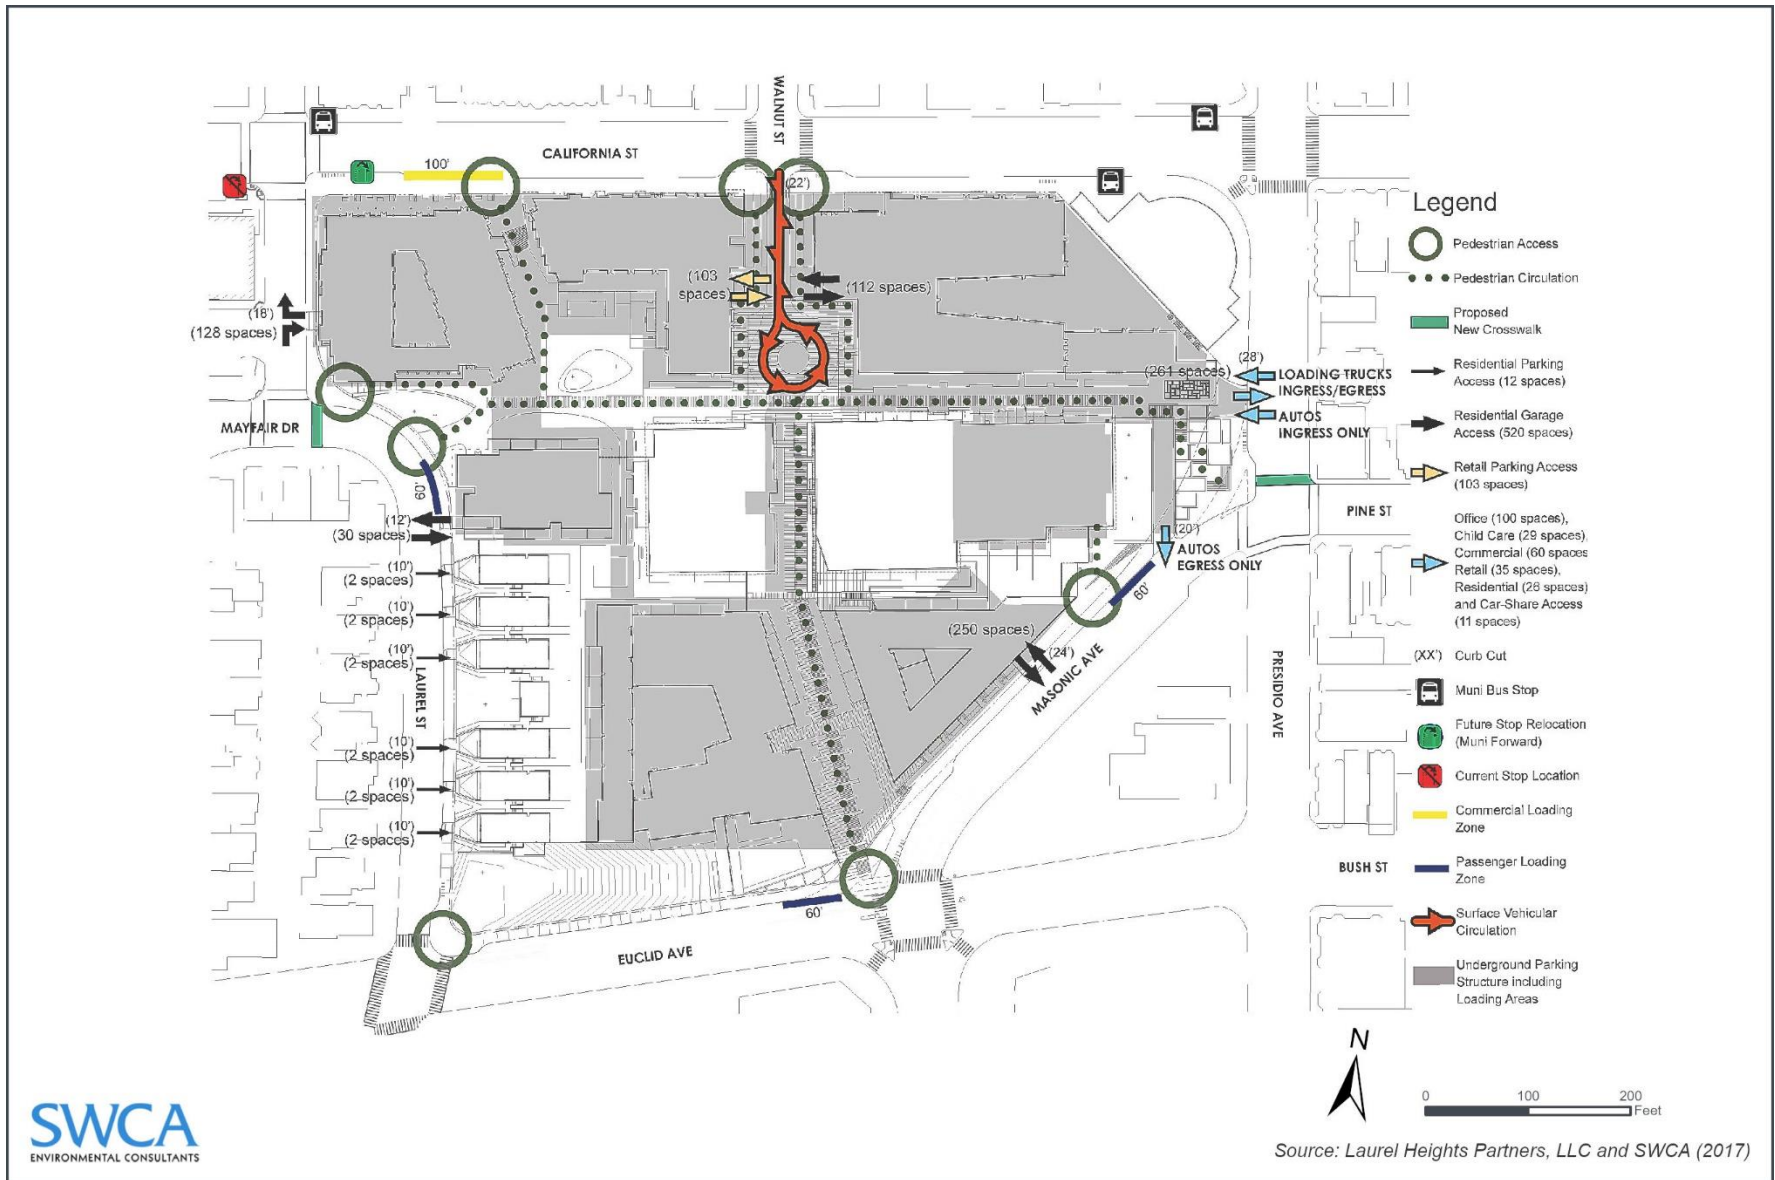 WALNUT ST
CALIFORNIA ST
100'
(22')
(103
spaces)
(112 spaces)
(18')
(128 spaces)
(28')
(261 spaces)
LOADING TRUCKS
INGRESS/EGRESS
AUTOS
INGRESS ONLY
MAYFAIR DR
60'
(12')
(30 spaces)
PINE ST
(20')
AUTOS
EGRESS ONLY
60'
(10')
(2 spaces)
(10')
(2 spaces)
(10')
(2 spaces)
(250 spaces)
(24')
MASONIC AVE
LAUREL ST
PRESIDIO AVE
(10')
(2 spaces)
(10')
(2 spaces)
(10')
(2 spaces)
BUSH ST
60'
EUCLID AVE
Legend
Pedestrian Access
Pedestrian Circulation
Proposed
New Crosswalk
Residential Parking
Access (12 spaces)
Residential Garage
Access (520 spaces)
Retail Parking Access
(103 spaces)
Office (100 spaces),
Child Care (29 spaces),
Commercial (60 spaces
Retail (35 spaces),
Residential (26 spaces)
and Car-Share Access
(11 spaces)
(XX') Curb Cut
Muni Bus Stop
Future Stop Relocation
(Muni Forward)
Current Stop Location
Commercial Loading
Zone
Passenger Loading
Zone
Surface Vehicular
Circulation
Underground Parking
Structure including
Loading Areas
N
0 100 200
Feet
SWCA
ENVIRONMENTAL CONSULTANTS
Source: Laurel Heights Partners, LLC and SWCA (2017)